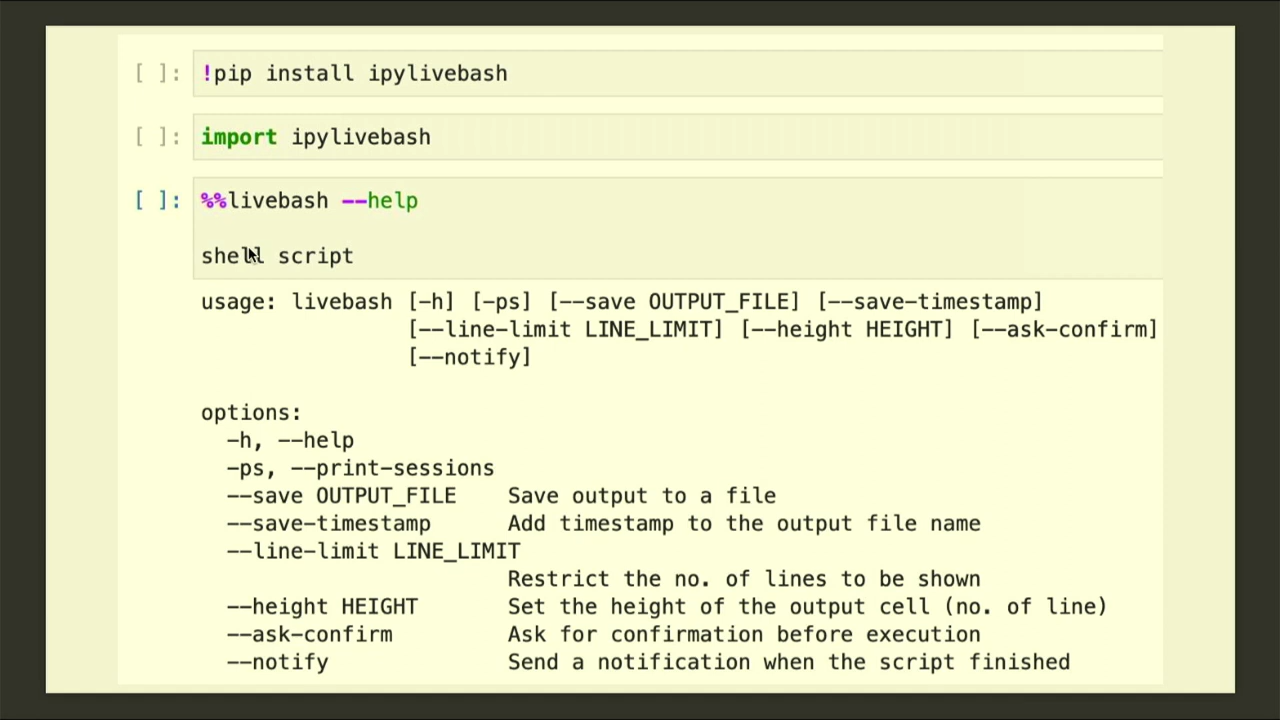 [ ]: !pip install ipylivebash
[ ]: import ipylivebash
[ ]: %%livebash --help
shell script
usage: livebash [-h] [-ps] [--save OUTPUT_FILE] [--save-timestamp]
[--line-limit LINE_LIMIT] [--height HEIGHT] [--ask-confirm]
[--notify]
options:
-h, --help
-ps, --print-sessions
--save OUTPUT_FILE Save output to a file
--save-timestamp Add timestamp to the output file name
--line-limit LINE_LIMIT
Restrict the no. of lines to be shown
--height HEIGHT Set the height of the output cell (no. of line)
--ask-confirm Ask for confirmation before execution
--notify Send a notification when the script finished